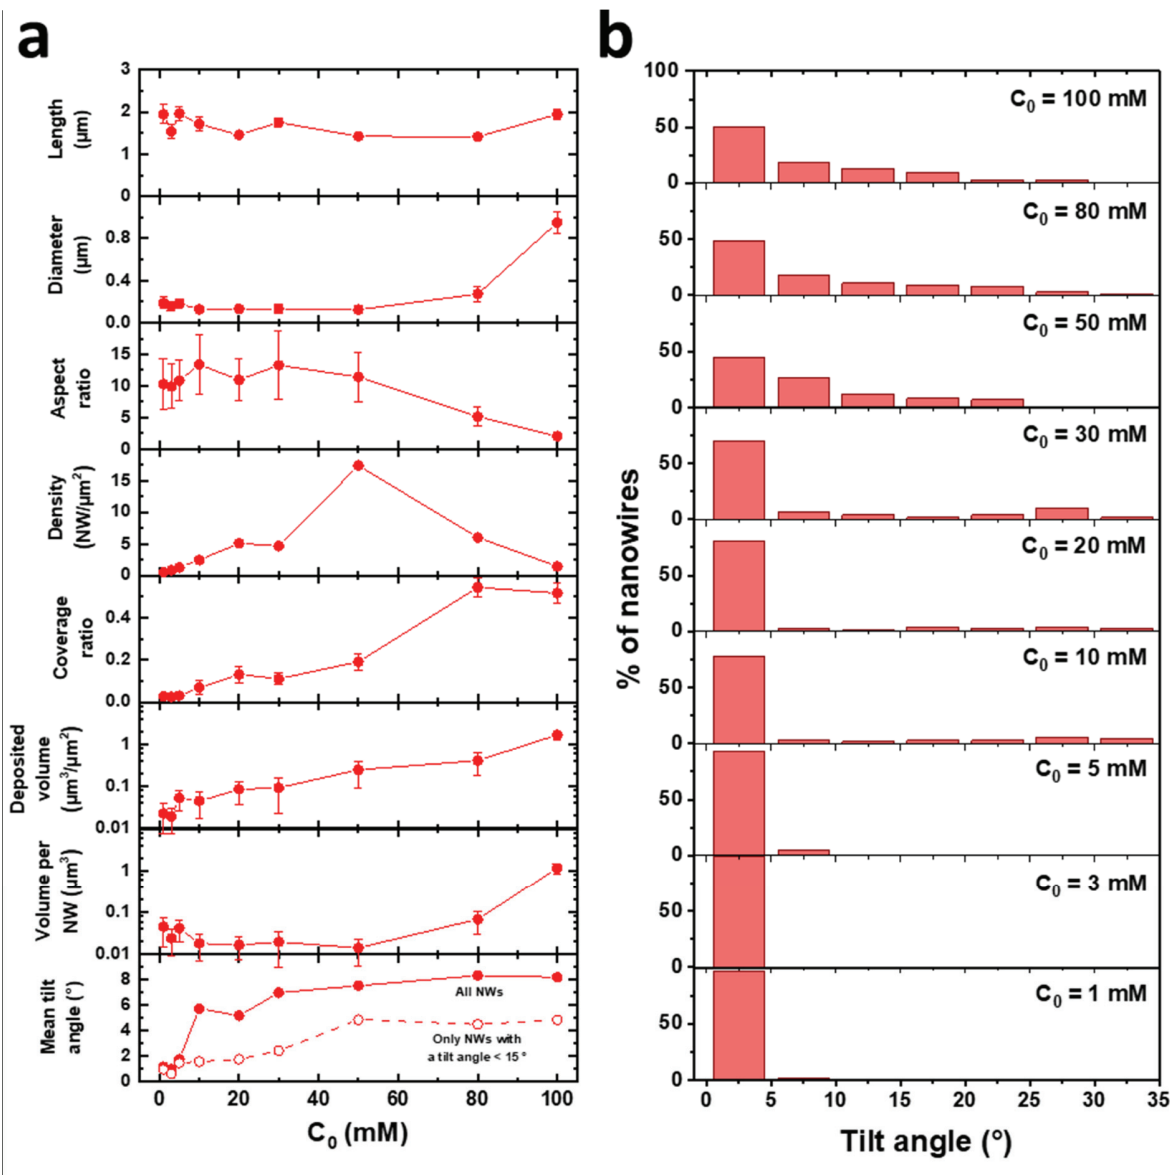 a
3
2
1
0
Length
(µm)
0.8
0.4
0.0
Diameter
(µm)
15
10
5
0
Aspect
ratio
15
10
5
0
Density
(NW/µm²)
0.4
0.2
0.0
Coverage
ratio
1
0.1
0.01
Deposited
volume
(µm³/µm²)
1
0.1
0.01
Volume per
NW (µm³)
8
6
4
2
0
Mean tilt
angle (°)
All NWs
Only NWs with
a tilt angle < 15°
0 20 40 60 80 100
C₀ (mM)
b
% of nanowires
100
50
0
C₀ = 100 mM
50
0
C₀ = 80 mM
50
0
C₀ = 50 mM
50
0
C₀ = 30 mM
50
0
C₀ = 20 mM
50
0
C₀ = 10 mM
50
0
C₀ = 5 mM
50
0
C₀ = 3 mM
50
0
C₀ = 1 mM
0 5 10 15 20 25 30 35
Tilt angle (°)